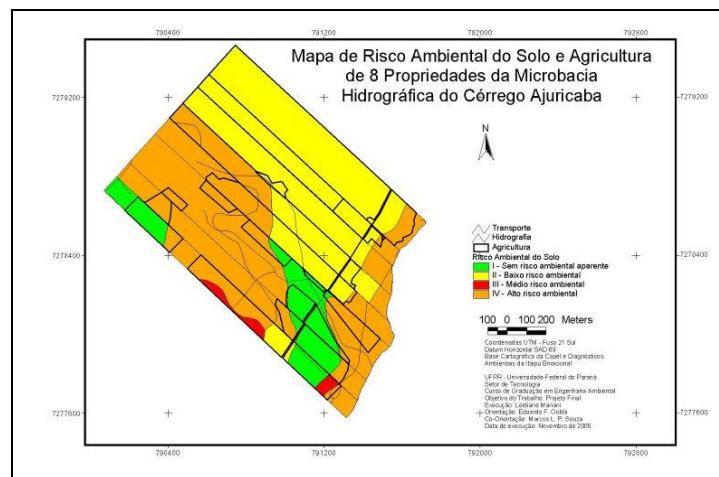 790400 791200 792000 792800
Mapa de Risco Ambiental do Solo e Agricultura
de 8 Propriedades da Microbacia
Hidrográfica do Córrego Ajuricaba
7279200 7279200
N
Transporte
Hidrografia
Agricultura
Risco Ambiental do Solo
7278400 7278400
I - Sem risco ambiental aparente
II - Baixo risco ambiental
III - Médio risco ambiental
IV - Alto risco ambiental
100 0 100 200 Meters
Coordenadas UTM - Fuso 21 Sul
Datum Horizontal SAD 69
Base Cartográfica da Copel e Diagnósticos
Ambientais da Itaipu Binacional
UFPR - Universidade Federal do Paraná
Setor de Tecnologia
Curso de Graduação em Engenharia Ambiental
Objetivo do Trabalho: Projeto Final
Execução: Leidiane Mariani
Orientação: Eduardo F. Gobbi
Co-Orientação: Marcos L. P. Souza
Data de execução: Novembro de 2005
7277600 7277600
790400 791200 792000 792800